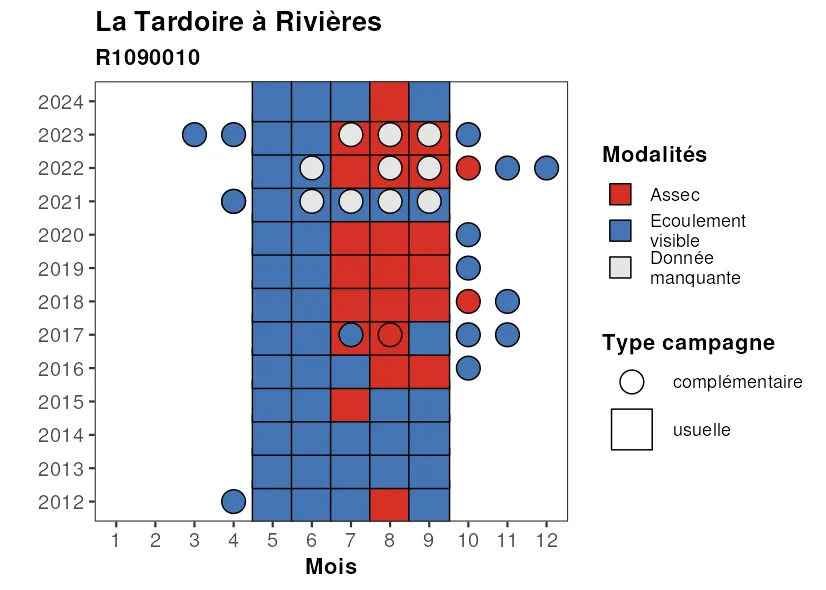 La Tardoire à Rivières
R1090010
2024
2023
2022
2021
2020
2019
2018
2017
2016
2015
2014
2013
2012
1 2 3 4 5 6 7 8 9 10 11 12
Mois
Modalités
Assec
Ecoulement
visible
Donnée
manquante
Type campagne
complémentaire
usuelle